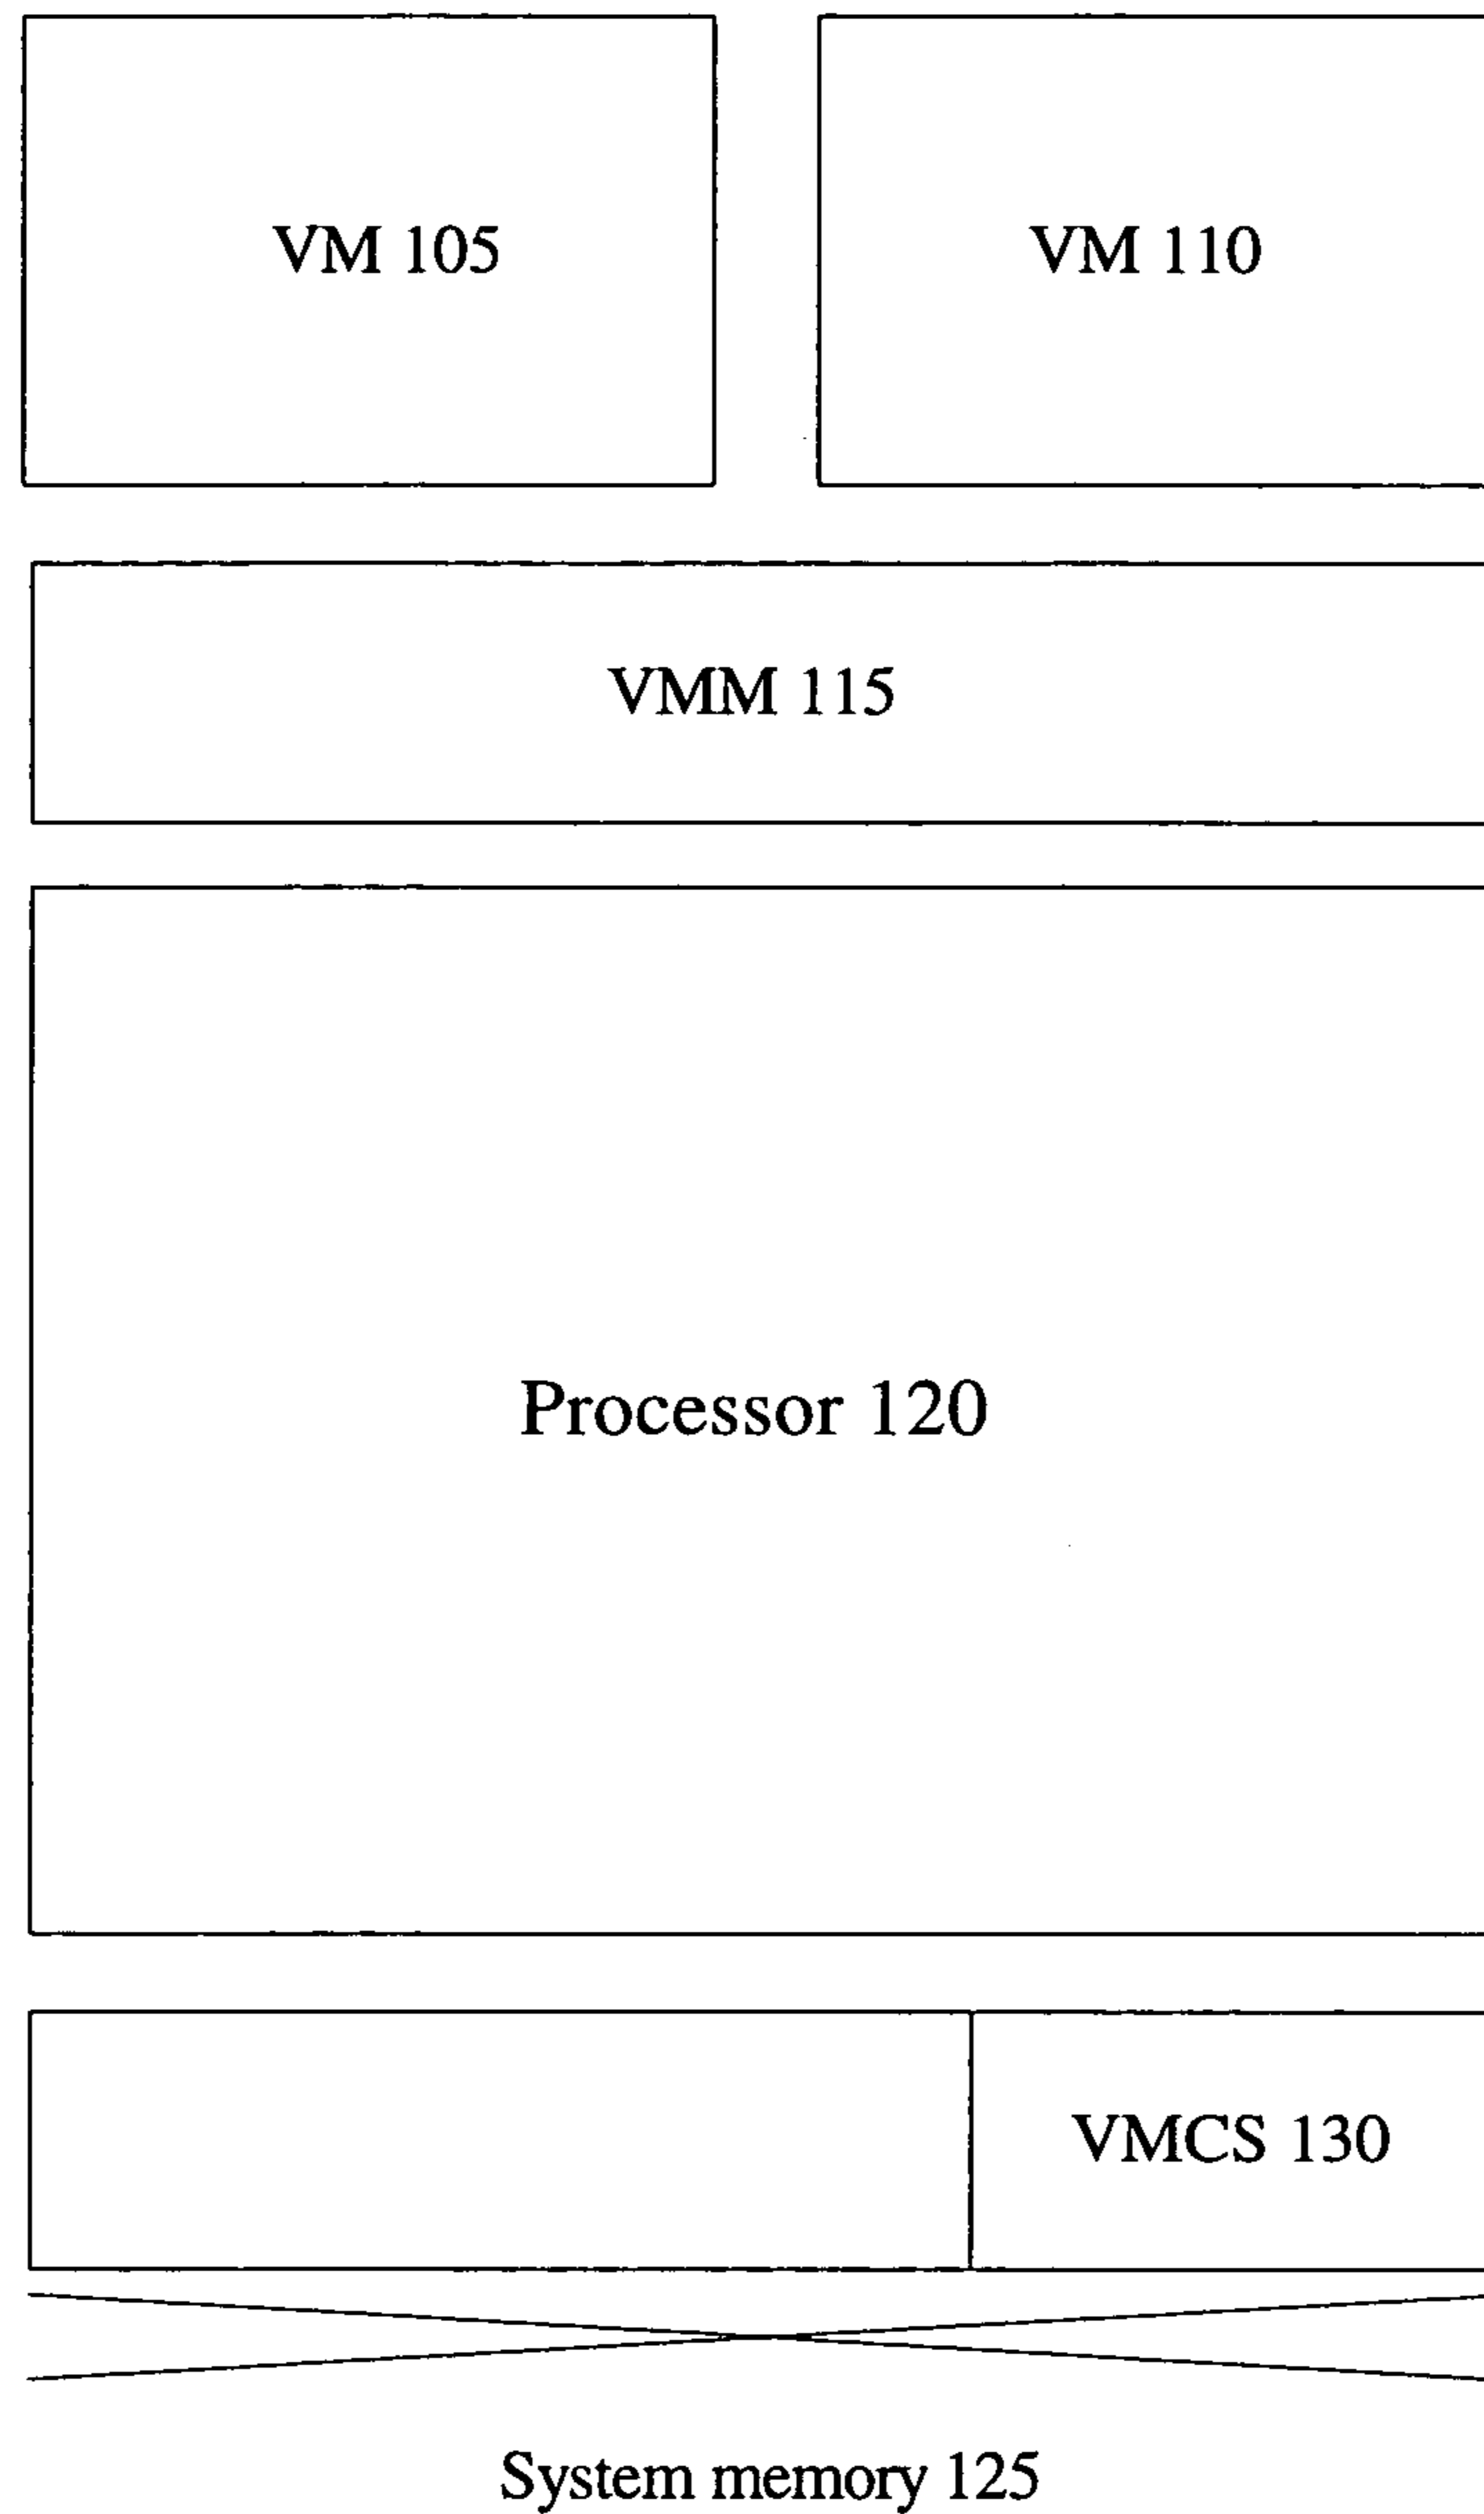 VM 105
VM 110
VMM 115
Processor 120
VMCS 130
System memory 125